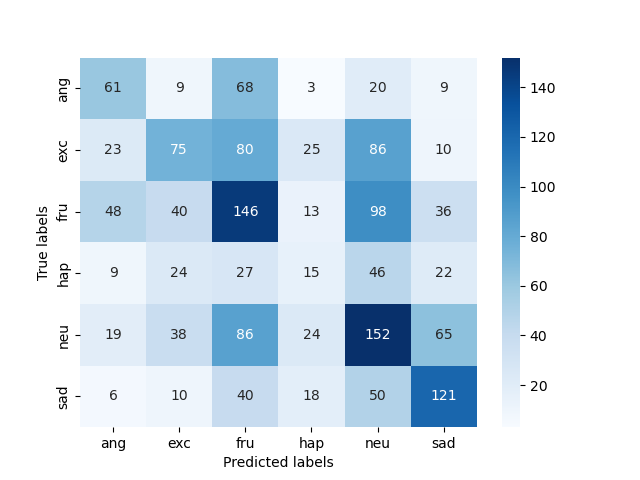 ang 61 9 68 3 20 9
exc 23 75 80 25 86 10
fru 48 40 146 13 98 36
hap 9 24 27 15 46 22
neu 19 38 86 24 152 65
sad 6 10 40 18 50 121
ang exc fru hap neu sad
Predicted labels
True labels
140
120
100
80
60
40
20